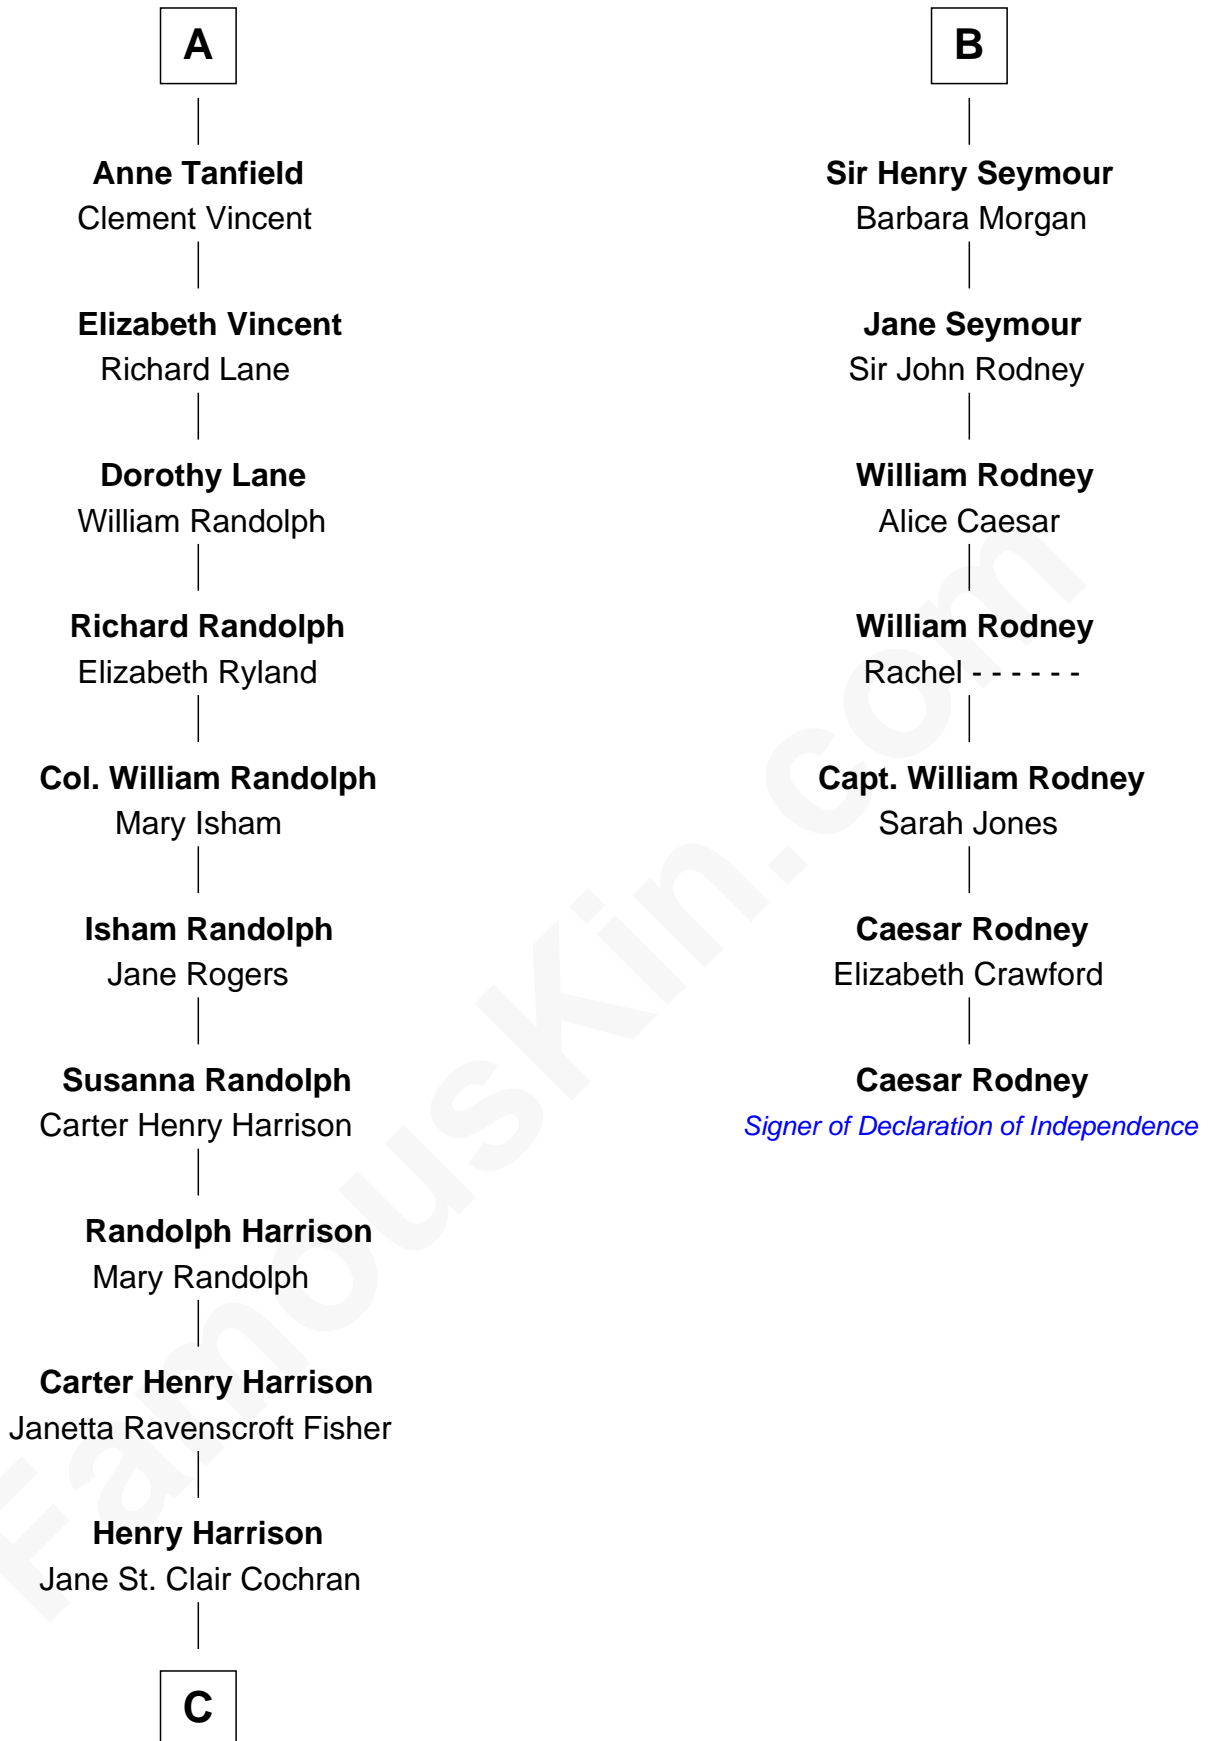 A
Anne Tanfield
Clement Vincent
Elizabeth Vincent
Richard Lane
Dorothy Lane
William Randolph
Richard Randolph
Elizabeth Ryland
Col. William Randolph
Mary Isham
Isham Randolph
Jane Rogers
Susanna Randolph
Carter Henry Harrison
Randolph Harrison
Mary Randolph
Carter Henry Harrison
Janetta Ravenscroft Fisher
Henry Harrison
Jane St. Clair Cochran
C
B
Sir Henry Seymour
Barbara Morgan
Jane Seymour
Sir John Rodney
William Rodney
Alice Caesar
William Rodney
Rachel - - - - - -
Capt. William Rodney
Sarah Jones
Caesar Rodney
Elizabeth Crawford
Caesar Rodney
Signer of Declaration of Independence
FamousKin.com